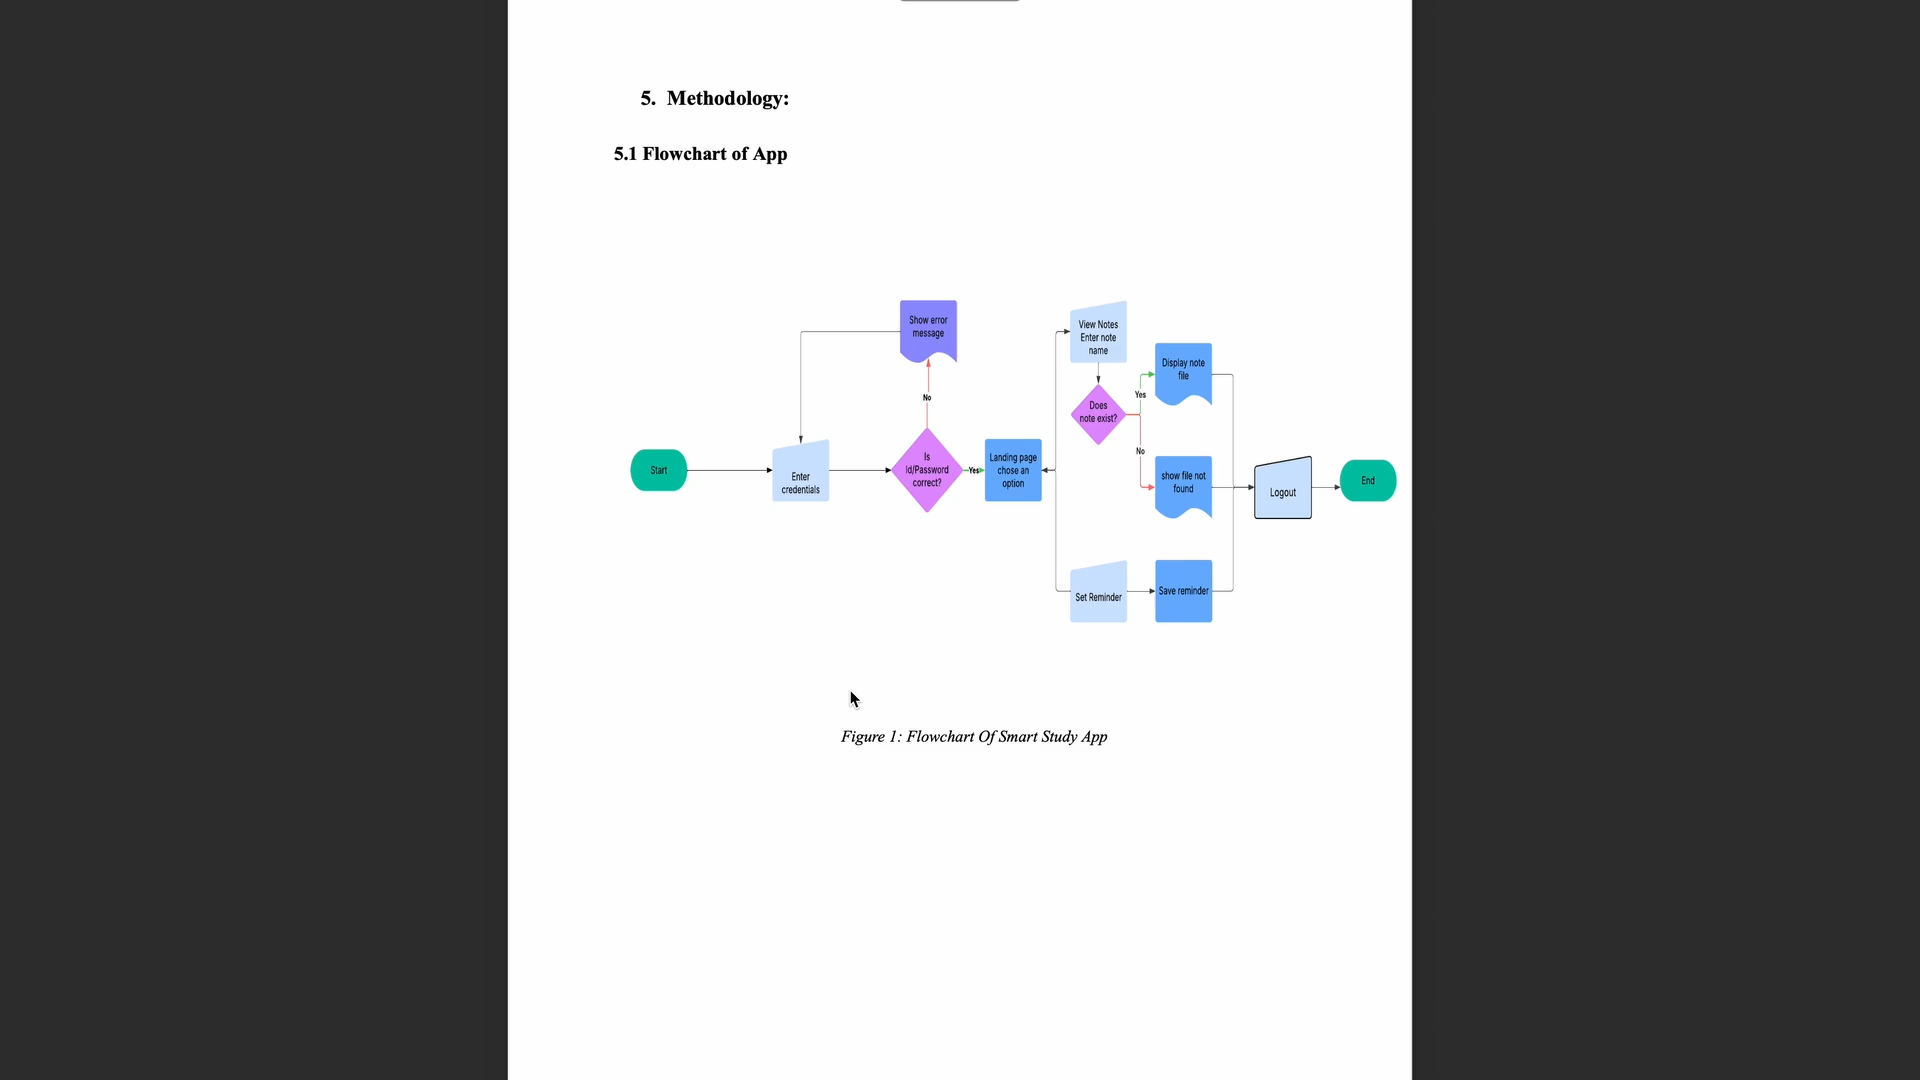 5. Methodology:
5.1 Flowchart of App
Show error
message
No
Start
Enter
credentials
Is
Id/Password
correct?
Yes
Landing page
chose an
option
View Notes
Enter note
name
Does
note exist?
Yes
No
Display note
file
show file not
found
Set Reminder
Save reminder
Logout
End
Figure 1: Flowchart Of Smart Study App